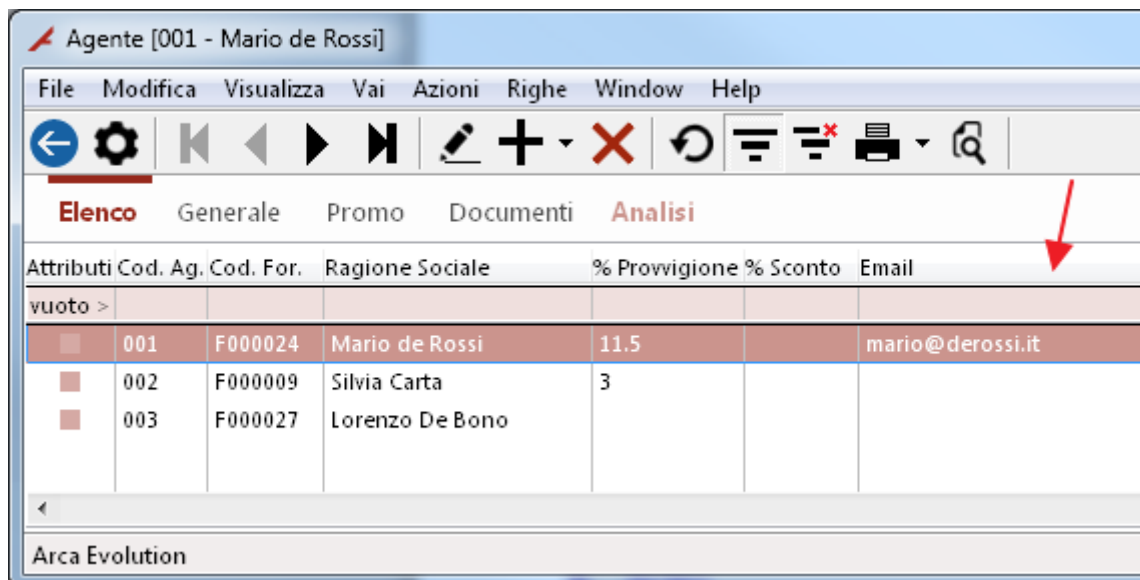 Agente [001 - Mario de Rossi]
File Modifica Visualizza Vai Azioni Righe Window Help
Elenco Generale Promo Documenti Analisi
Attributi Cod. Ag. Cod. For. Ragione Sociale % Provvigione % Sconto Email
vuoto >
001 F000024 Mario de Rossi 11.5 mario@derossi.it
002 F000009 Silvia Carta 3
003 F000027 Lorenzo De Bono
Arca Evolution